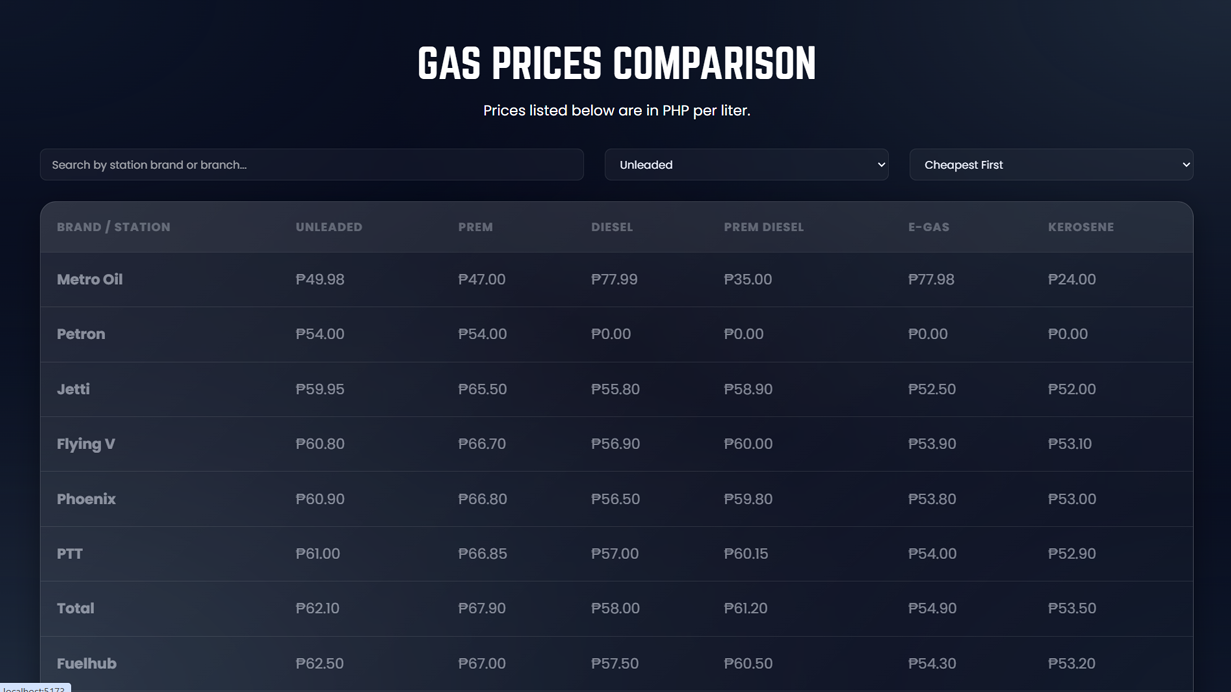 GAS PRICES COMPARISON
Prices listed below are in PHP per liter.
Search by station brand or branch... Unleaded Cheapest First
BRAND / STATION UNLEADED PREM DIESEL PREM DIESEL E-GAS KEROSENE
Metro Oil ₱49.98 ₱47.00 ₱77.99 ₱35.00 ₱77.98 ₱24.00
Petron ₱54.00 ₱54.00 ₱0.00 ₱0.00 ₱0.00 ₱0.00
Jetti ₱59.95 ₱65.50 ₱55.80 ₱58.90 ₱52.50 ₱52.00
Flying V ₱60.80 ₱66.70 ₱56.90 ₱60.00 ₱53.90 ₱53.10
Phoenix ₱60.90 ₱66.80 ₱56.50 ₱59.80 ₱53.80 ₱53.00
PTT ₱61.00 ₱66.85 ₱57.00 ₱60.15 ₱54.00 ₱52.90
Total ₱62.10 ₱67.90 ₱58.00 ₱61.20 ₱54.90 ₱53.50
Fuelhub ₱62.50 ₱67.00 ₱57.50 ₱60.50 ₱54.30 ₱53.20
localhost:5173